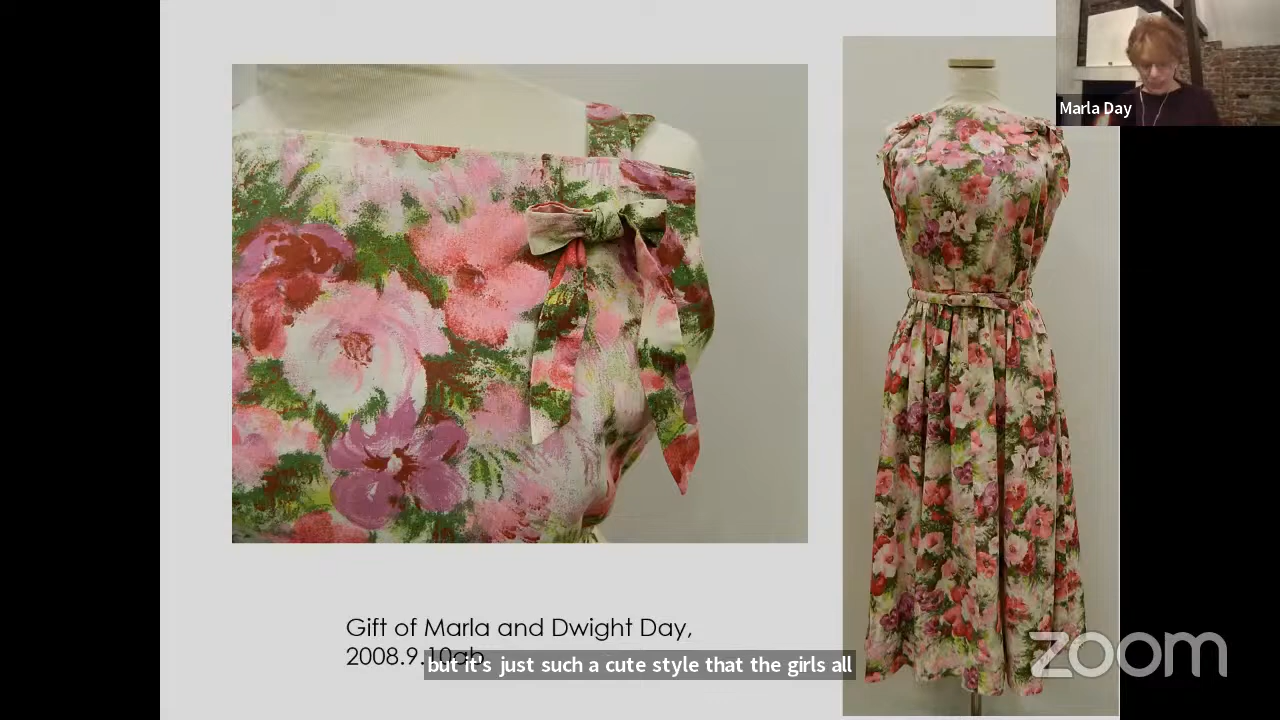 Marla Day
Gift of Marla and Dwight Day,
2008.9.10ab
but it's just such a cute style that the girls all
zoom